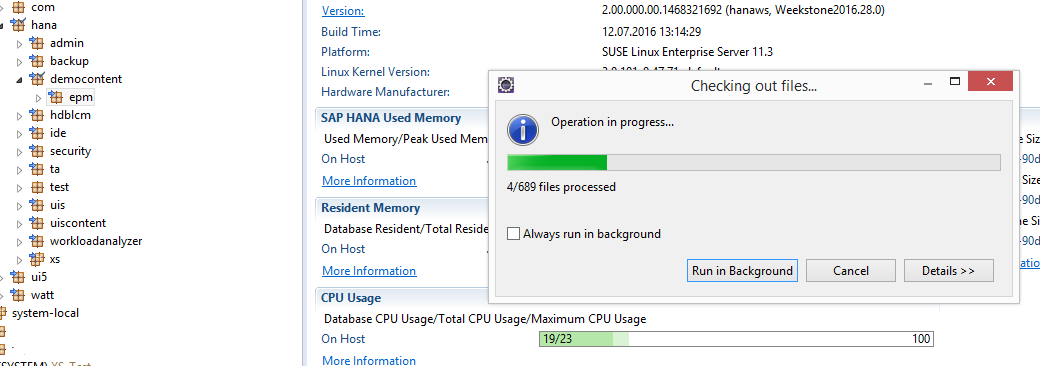 com
hana
admin
backup
democontent
epm
hdblcm
ide
security
ta
test
uis
uiscontent
workloadanalyzer
xs
ui5
watt
system-local
Version: 2.00.000.00.1468321692 (hanaws, Weekstone2016.28.0)
Build Time: 12.07.2016 13:14:29
Platform: SUSE Linux Enterprise Server 11.3
Linux Kernel Version:
Hardware Manufacturer:
SAP HANA Used Memory
Used Memory/Peak Used Mem
On Host
More Information
Resident Memory
Database Resident/Total Reside
On Host
More Information
CPU Usage
Database CPU Usage/Total CPU Usage/Maximum CPU Usage
On Host 19/23 100
More Information
Checking out files...
Operation in progress...
4/689 files processed
Always run in background
Run in Background Cancel Details >>